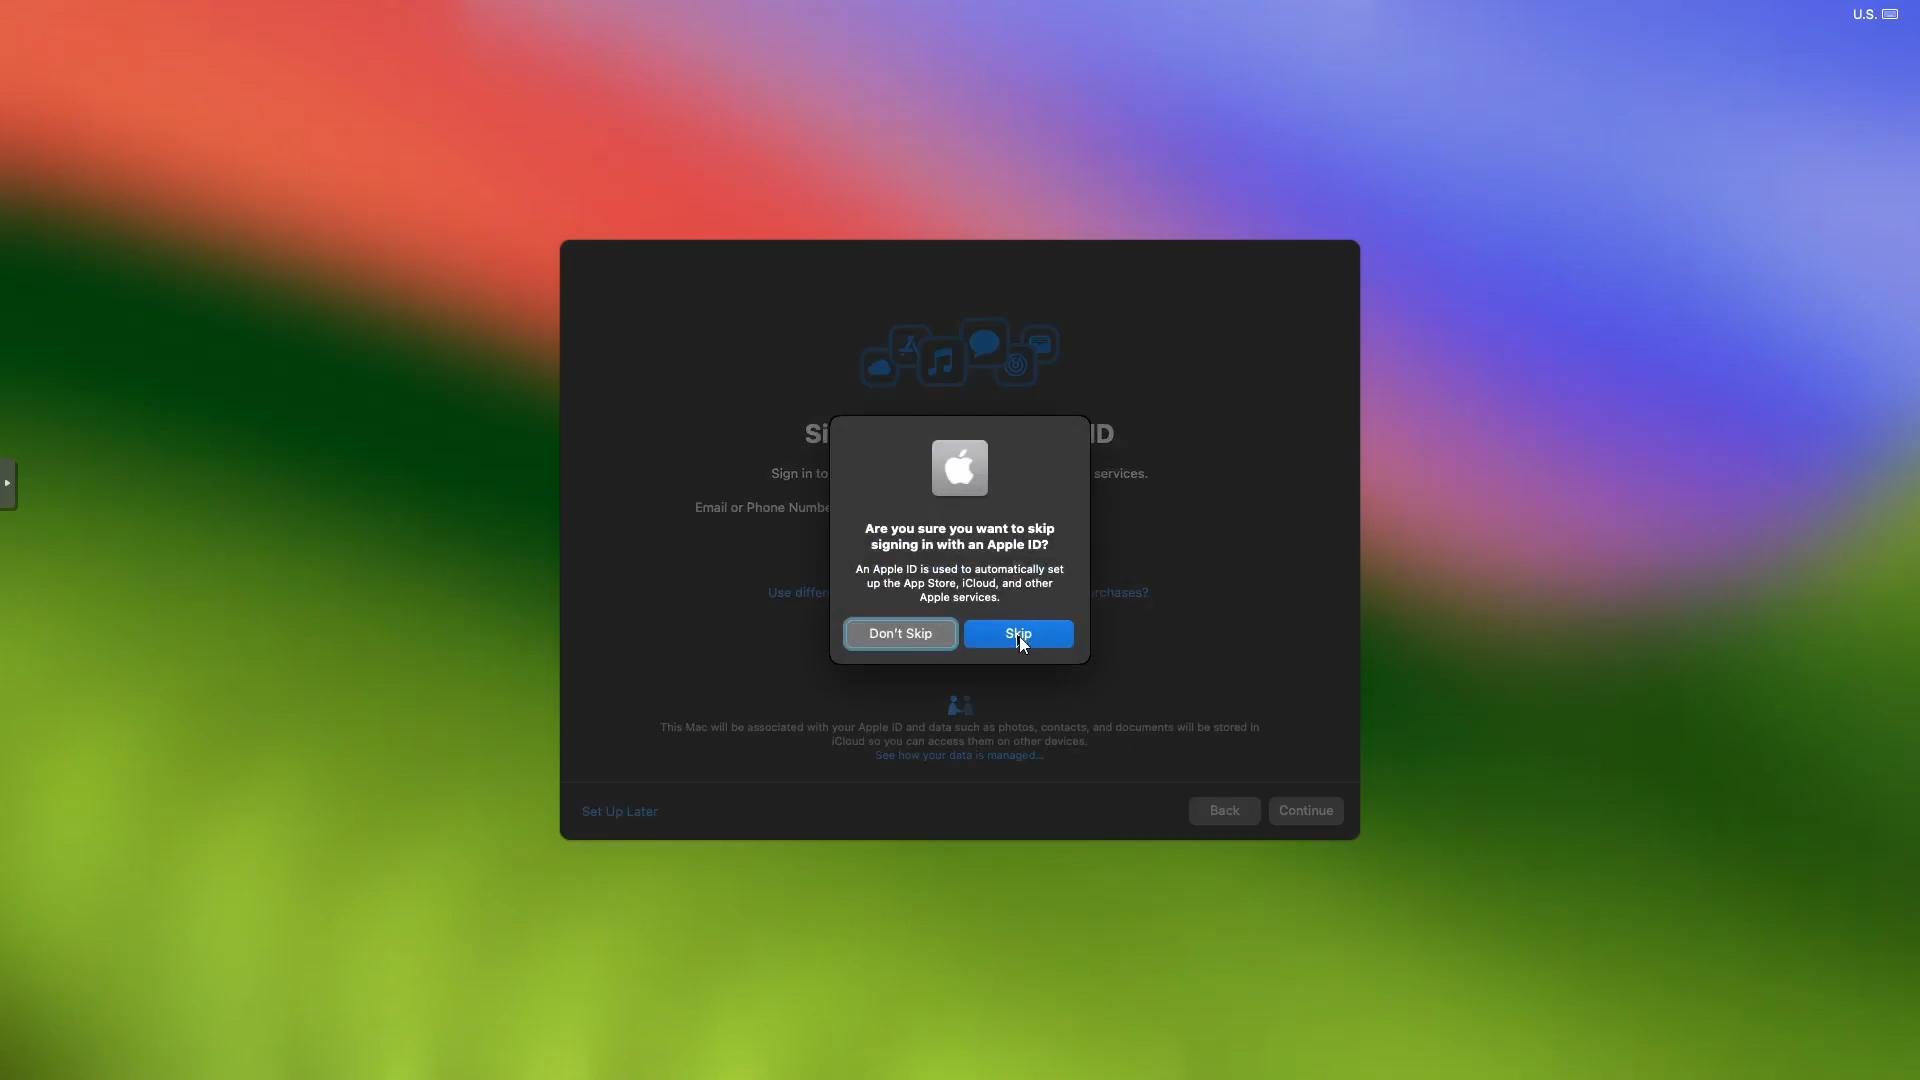 U.S.
Si ID
Sign in to services.
Email or Phone Numbe
Are you sure you want to skip
signing in with an Apple ID?
An Apple ID is used to automatically set
up the App Store, iCloud, and other
Apple services.
Use differ rchases?
Don't Skip Skip
This Mac will be associated with your Apple ID and data such as photos, contacts, and documents will be stored in
iCloud so you can access them on other devices.
See how your data is managed...
Set Up Later Back Continue